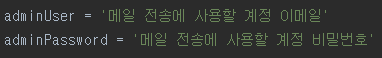 adminUser = '메일 전송에 사용할 계정 이메일'
adminPassword = '메일 전송에 사용할 계정 비밀번호'